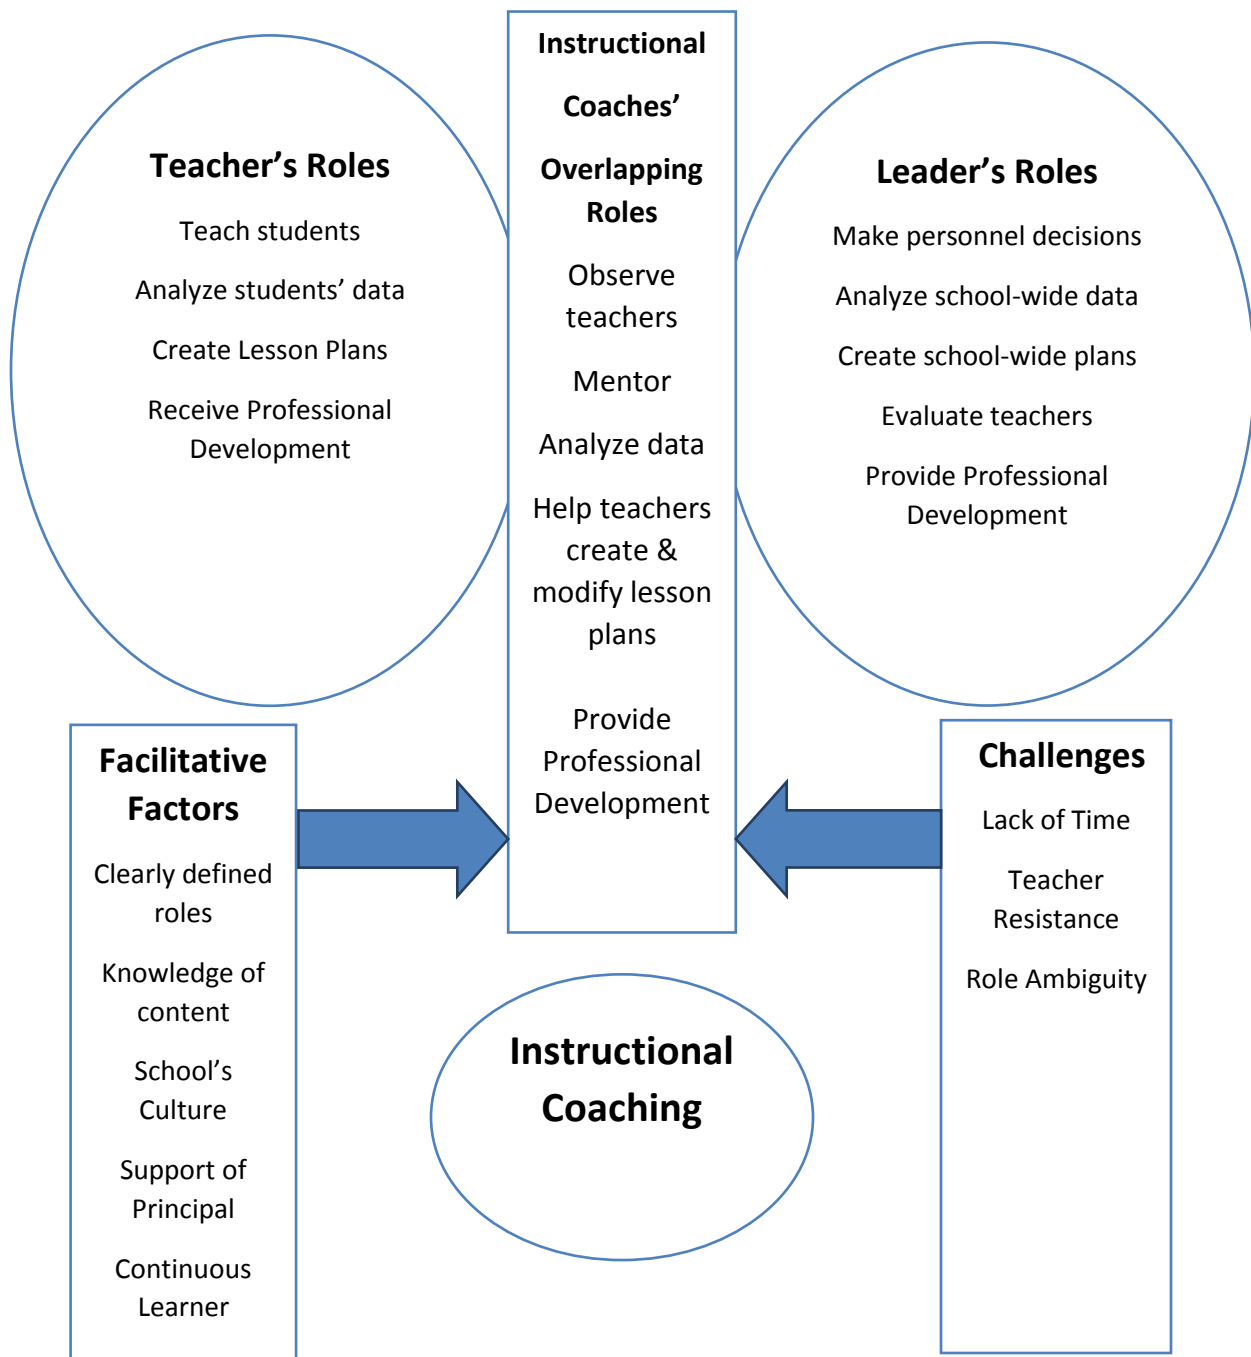 Teacher’s Roles
Teach students
Analyze students’ data
Create Lesson Plans
Receive Professional
Development
Instructional
Coaches’
Overlapping
Roles
Observe
teachers
Mentor
Analyze data
Help teachers
create &
modify lesson
plans
Provide
Professional
Development
Leader’s Roles
Make personnel decisions
Analyze school-wide data
Create school-wide plans
Evaluate teachers
Provide Professional
Development
Facilitative
Factors
Clearly defined
roles
Knowledge of
content
School’s
Culture
Support of
Principal
Continuous
Learner
Challenges
Lack of Time
Teacher
Resistance
Role Ambiguity
Instructional
Coaching